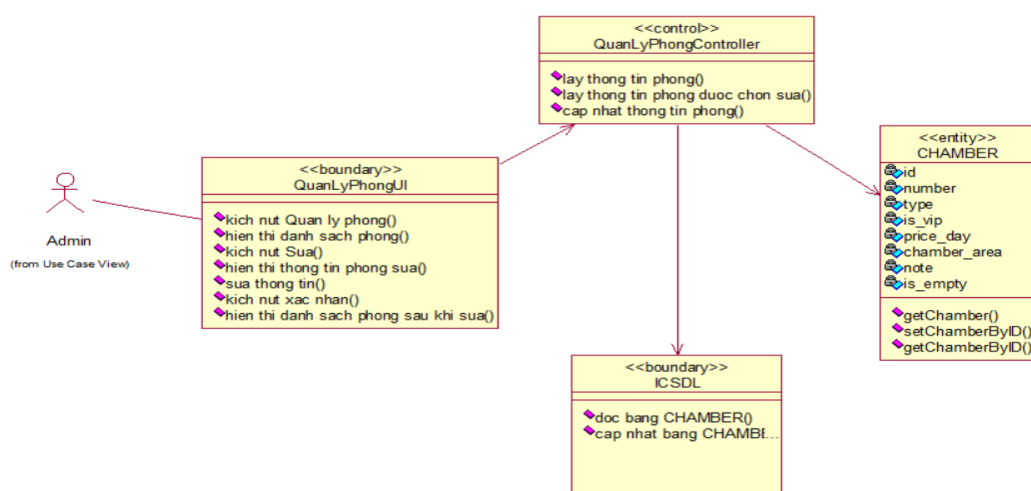 <<control>>
QuanLyPhongController
lay thong tin phong()
lay thong tin phong duoc chon sua()
cap nhat thong tin phong()
<<boundary>>
QuanLyPhongUI
kich nut Quan ly phong()
hien thi danh sach phong()
kich nut Sua()
hien thi thong tin phong sua()
sua thong tin()
kich nut xac nhan()
hien thi danh sach phong sau khi sua()
Admin
(from Use Case View)
<<entity>>
CHAMBER
id
number
type
is_vip
price_day
chamber_area
note
is_empty
getChamber()
setChamberByID()
getChamberByID()
<<boundary>>
ICSDL
doc bang CHAMBER()
cap nhat bang CHAMBE...